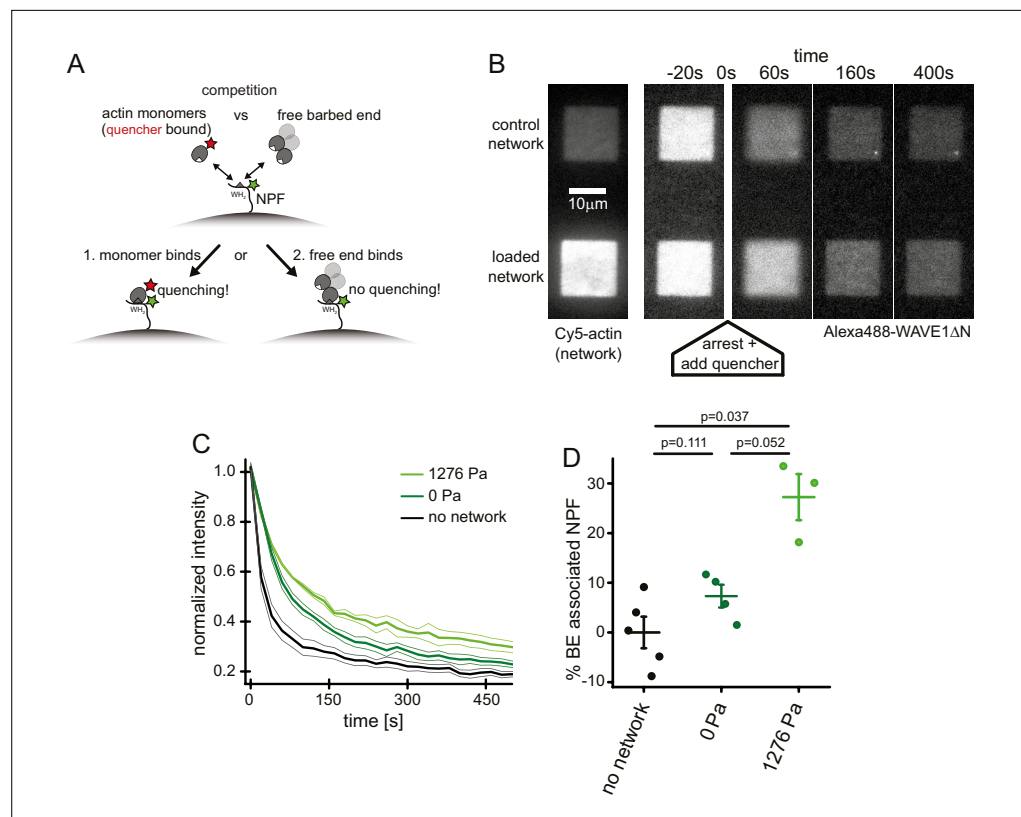 A
competition
actin monomers vs free barbed end
(quencher bound)
WH2
NPF
1. monomer binds or 2. free end binds
quenching!
no quenching!
WH2
WH2
B
time
-20s 0s 60s 160s 400s
control
network
10μm
loaded
network
Cy5-actin
(network)
arrest +
add quencher
Alexa488-WAVE1ΔN
C
1276 Pa
0 Pa
no network
normalized intensity
1.0
0.8
0.6
0.4
0.2
0 150 300 450
time [s]
D
p=0.037
p=0.111 p=0.052
% BE associated NPF
30
20
10
0
-10
no network
0 Pa
1276 Pa